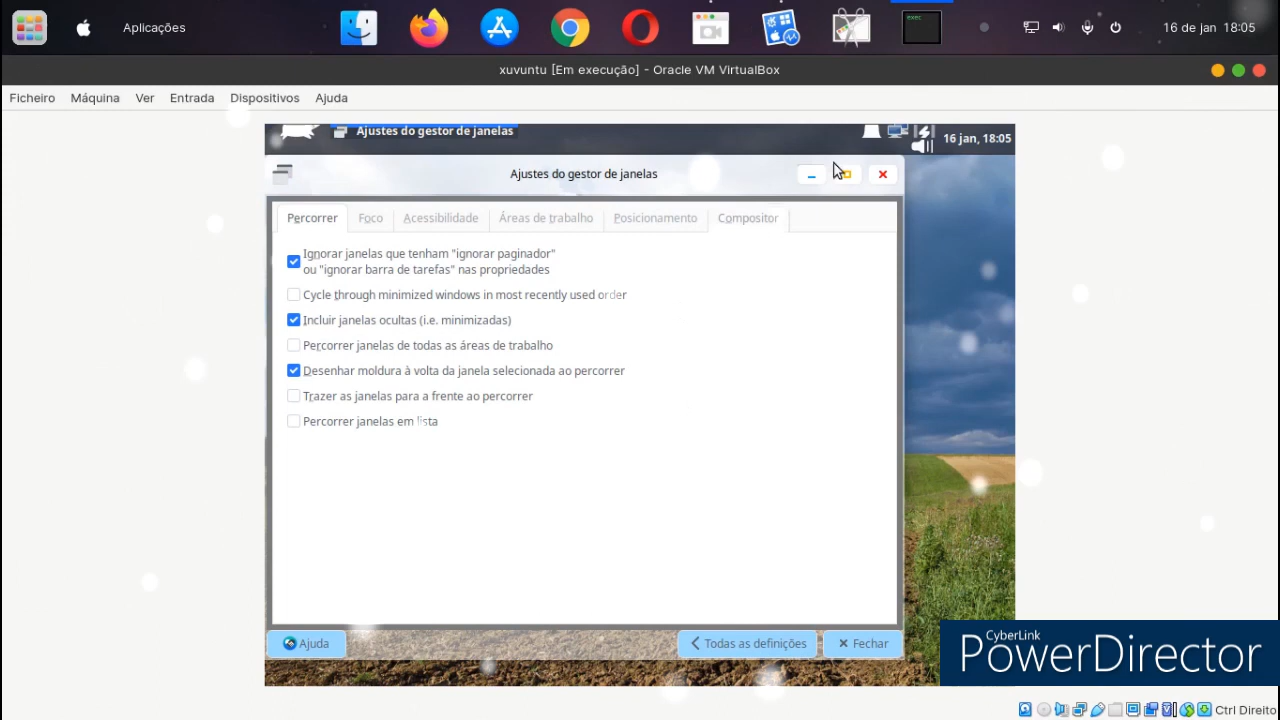 Aplicações
exec
16 de jan 18:05
xuvuntu [Em execução] - Oracle VM VirtualBox
Ficheiro Máquina Ver Entrada Dispositivos Ajuda
Ajustes do gestor de janelas
16 jan, 18:05
Ajustes do gestor de janelas
Percorrer Foco Acessibilidade Áreas de trabalho Posicionamento Compositor
Ignorar janelas que tenham "ignorar paginador"
ou "ignorar barra de tarefas" nas propriedades
Cycle through minimized windows in most recently used order
Incluir janelas ocultas (i.e. minimizadas)
Percorrer janelas de todas as áreas de trabalho
Desenhar moldura à volta da janela selecionada ao percorrer
Trazer as janelas para a frente ao percorrer
Percorrer janelas em lista
Ajuda
Todas as definições
Fechar
CyberLink
PowerDirector
Ctrl Direito